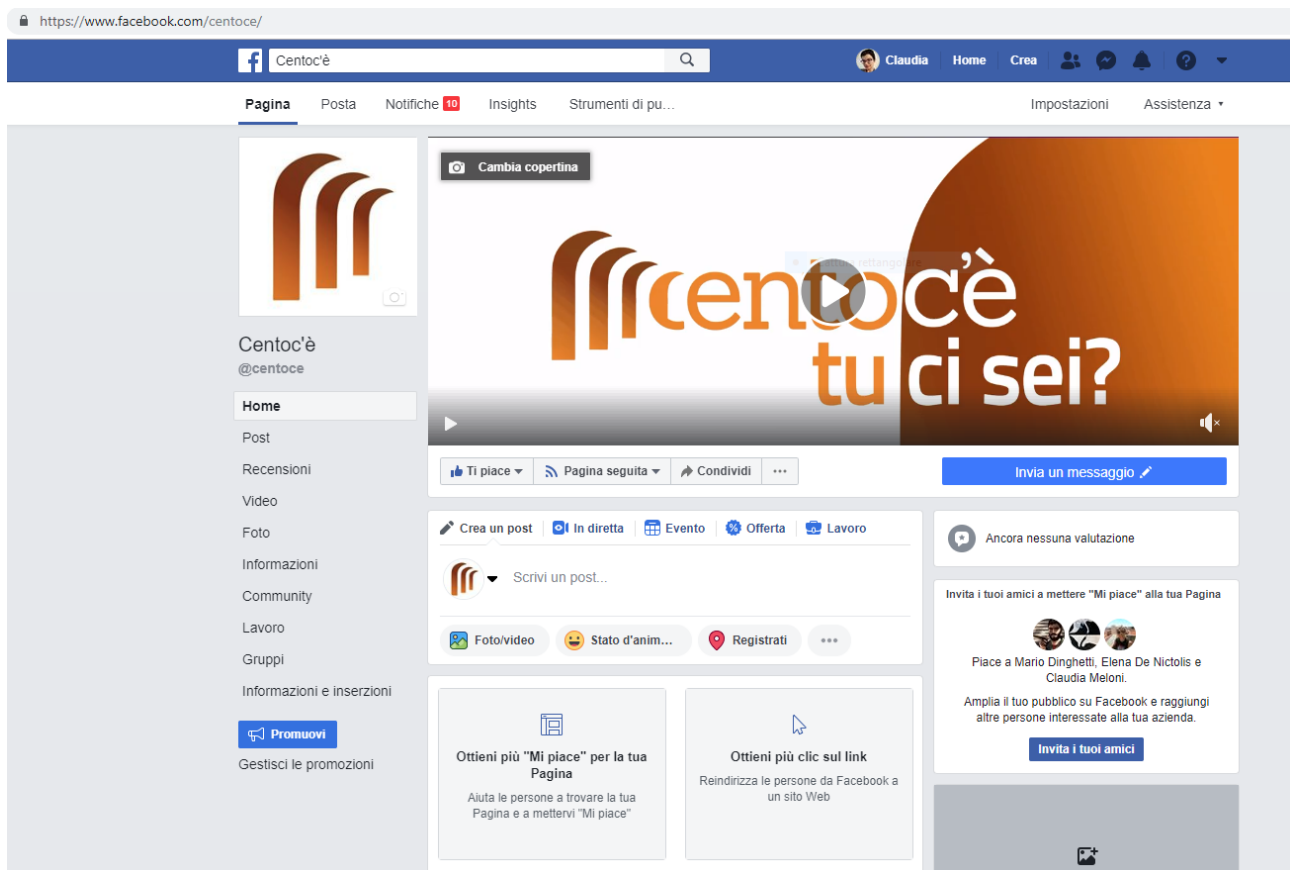 https://www.facebook.com/centoce/
Centoc'è
Claudia Home Crea
Pagina Posta Notifiche 10 Insights Strumenti di pu... Impostazioni Assistenza
Cambia copertina
centoc'è
tu ci sei?
Centoc'è
@centoce
Home
Post
Recensioni
Video
Foto
Informazioni
Community
Lavoro
Gruppi
Informazioni e inserzioni
Promuovi
Gestisci le promozioni
Ti piace Pagina seguita Condividi ...
Invia un messaggio
Crea un post In diretta Evento Offerta Lavoro
Scrivi un post...
Foto/video Stato d'anim... Registrati
Ottieni più "Mi piace" per la tua
Pagina
Aiuta le persone a trovare la tua
Pagina e a mettervi "Mi piace"
Ottieni più clic sul link
Reindirizza le persone da Facebook a
un sito Web
Ancora nessuna valutazione
Invita i tuoi amici a mettere "Mi piace" alla tua Pagina
Piace a Mario Dinghetti, Elena De Nictolis e
Claudia Meloni.
Amplia il tuo pubblico su Facebook e raggiungi
altre persone interessate alla tua azienda.
Invita i tuoi amici